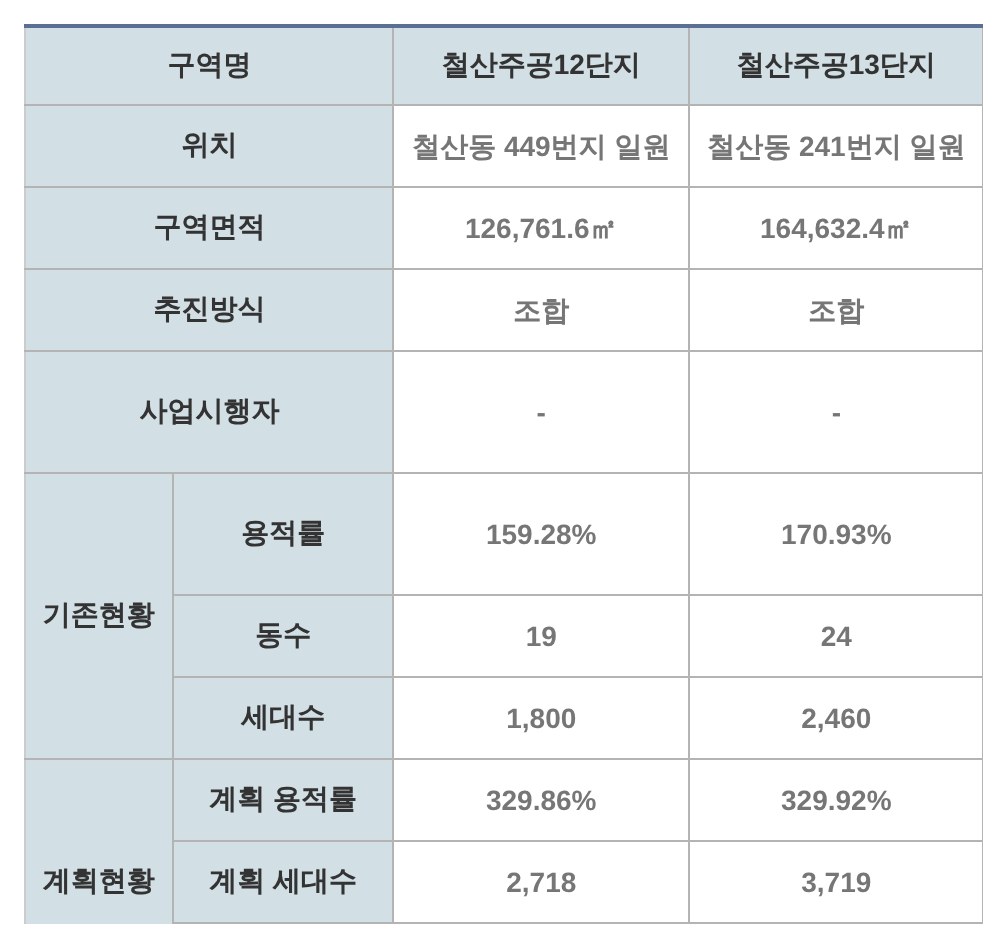 구역명 철산주공12단지 철산주공13단지
위치 철산동 449번지 일원 철산동 241번지 일원
구역면적 126,761.6㎡ 164,632.4㎡
추진방식 조합 조합
사업시행자 - -
기존현황 용적률 159.28% 170.93%
동수 19 24
세대수 1,800 2,460
계획현황 계획 용적률 329.86% 329.92%
계획 세대수 2,718 3,719